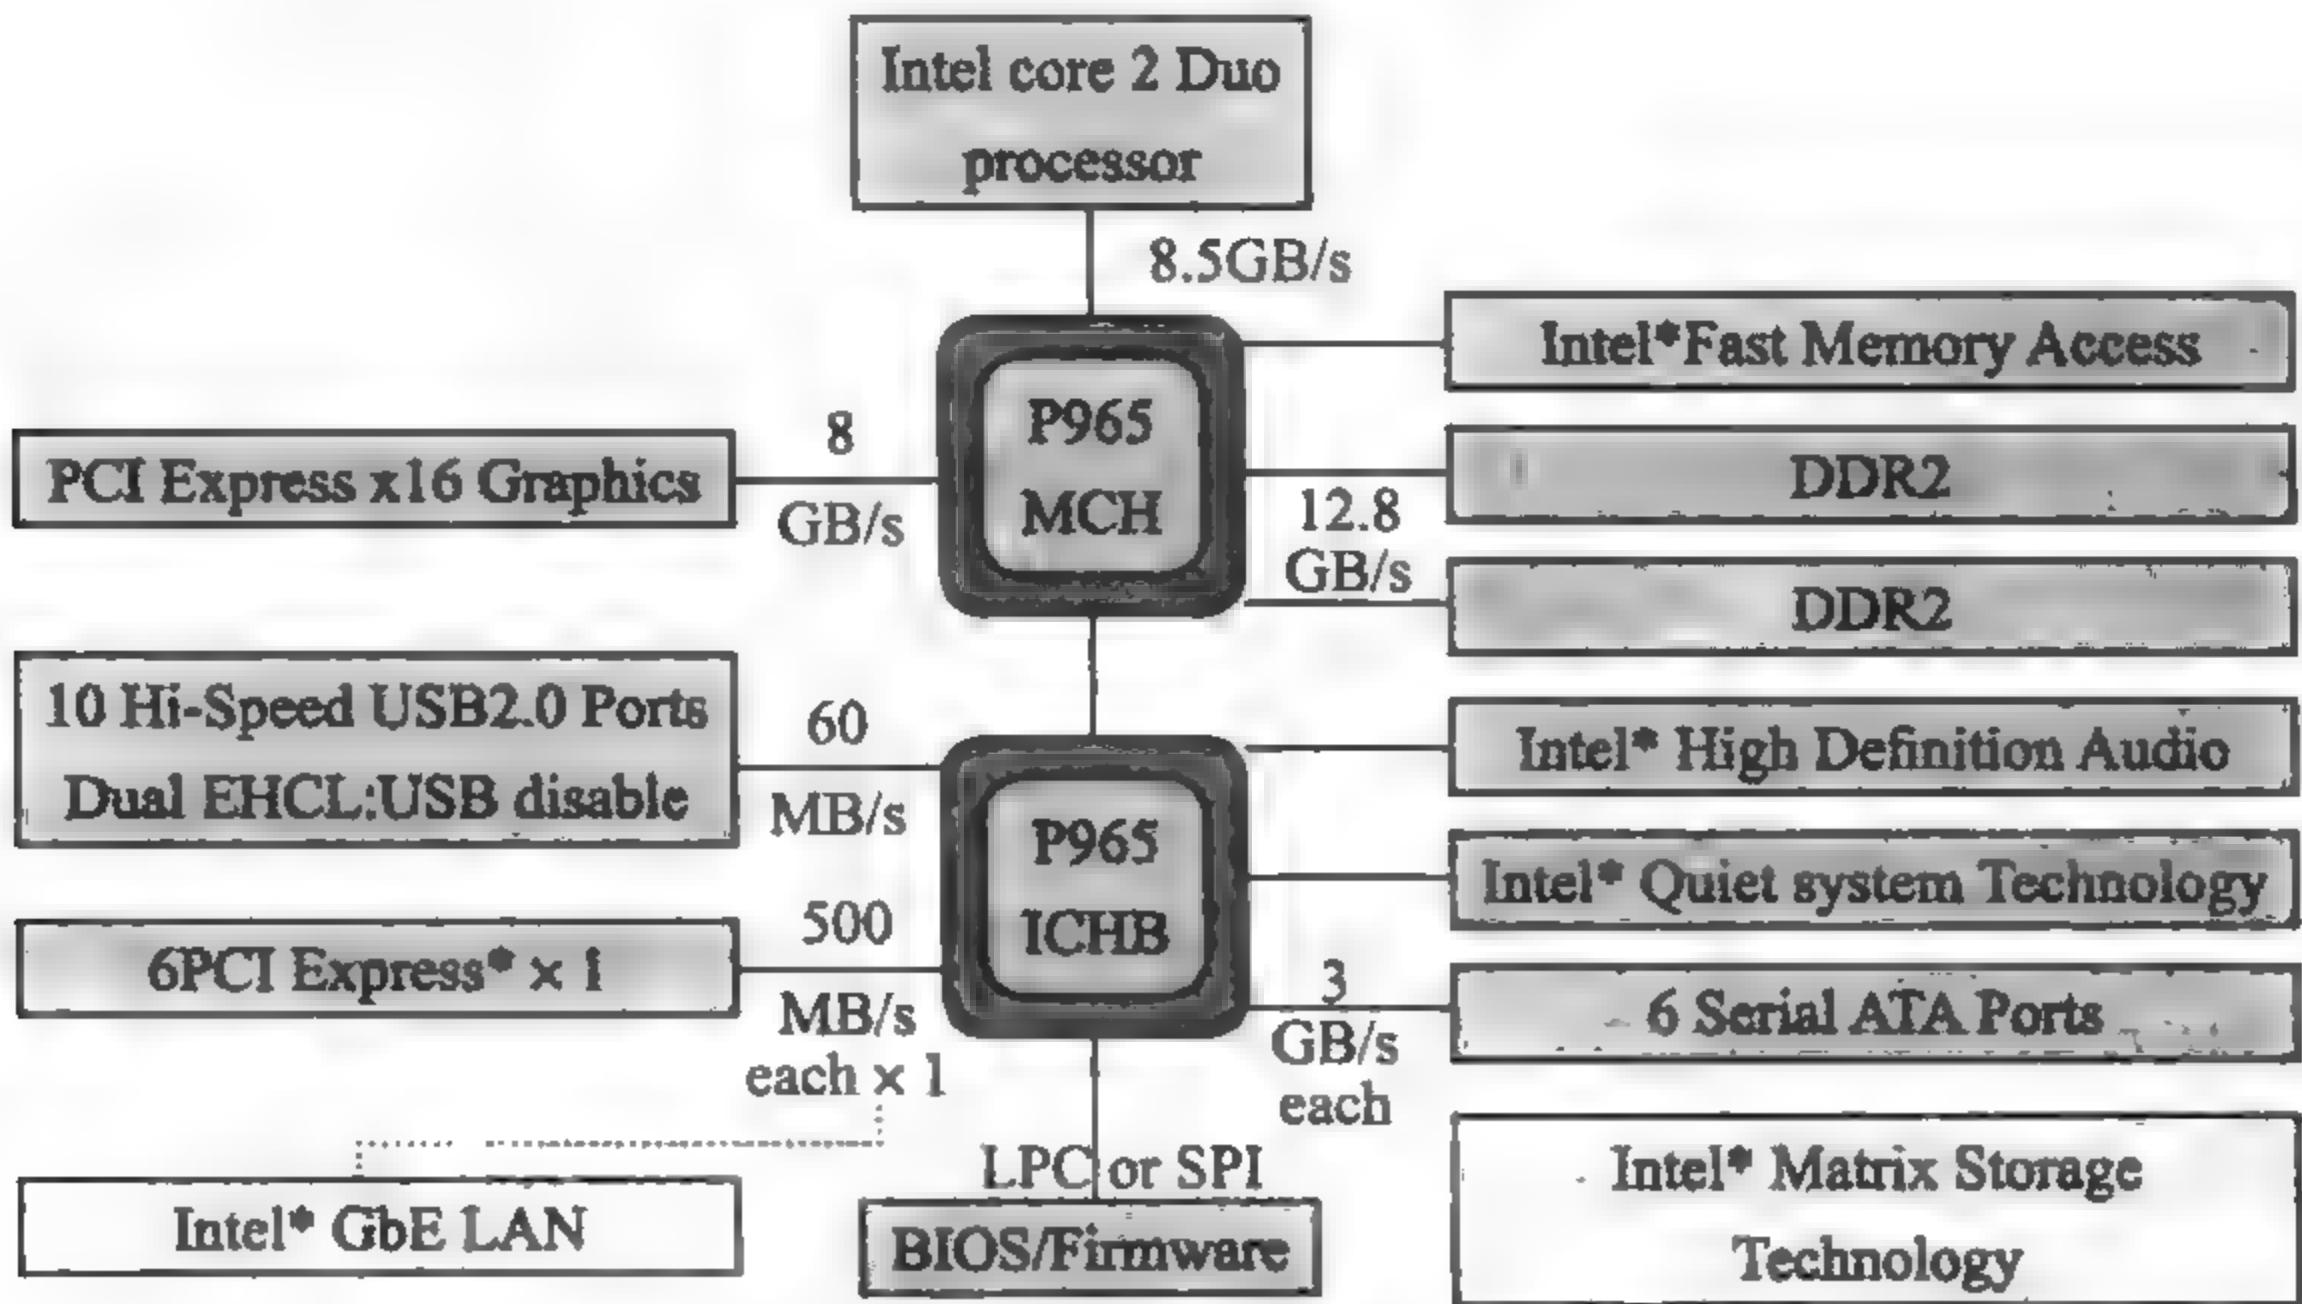 Intel core 2 Duo
processor
8.5GB/s
Intel*Fast Memory Access
P965
MCH
8
GB/s
PCI Express x16 Graphics
DDR2
12.8
GB/s
DDR2
10 Hi-Speed USB2.0 Ports
Dual EHCL:USB disable
60
MB/s
Intel* High Definition Audio
P965
ICHB
Intel* Quiet system Technology
6PCI Express* × 1
500
MB/s
each × 1
3
GB/s
each
6 Serial ATA Ports
LPC or SPI
Intel* GbE LAN
BIOS/Firmware
Intel* Matrix Storage
Technology